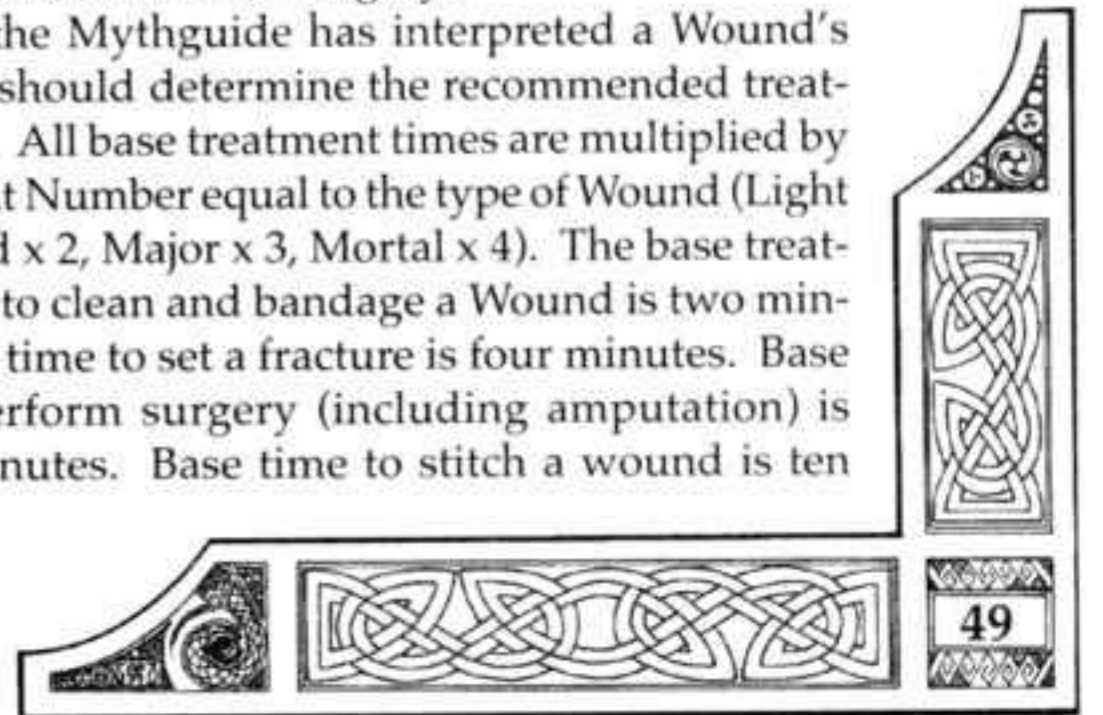 the Mythguide has interpreted a Wound's
should determine the recommended treat-
All base treatment times are multiplied by
t Number equal to the type of Wound (Light
d x 2, Major x 3, Mortal x 4). The base treat-
to clean and bandage a Wound is two min-
time to set a fracture is four minutes. Base
erform surgery (including amputation) is
nutes. Base time to stitch a wound is ten
49